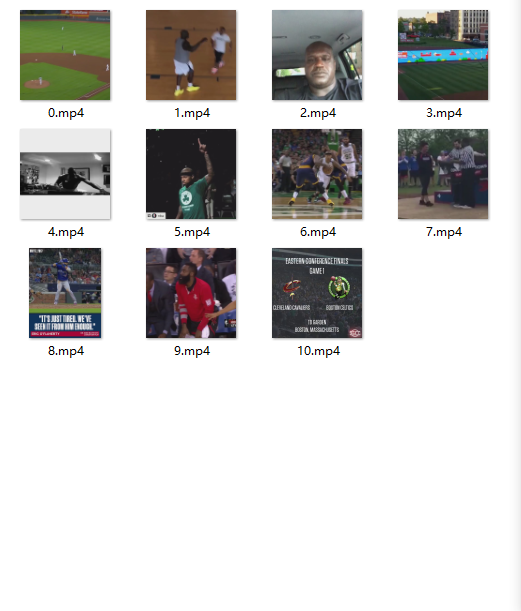 0.mp4
1.mp4
2.mp4
3.mp4
4.mp4
5.mp4
6.mp4
7.mp4
"IT'S JUST TIRED. WE'VE
SEEN IT FROM HIM ENOUGH."
8.mp4
9.mp4
EASTERN CONFERENCE FINALS
GAME 1
CLEVELAND CAVALIERS
BOSTON CELTICS
TD GARDEN
BOSTON, MASSACHUSETTS
10.mp4